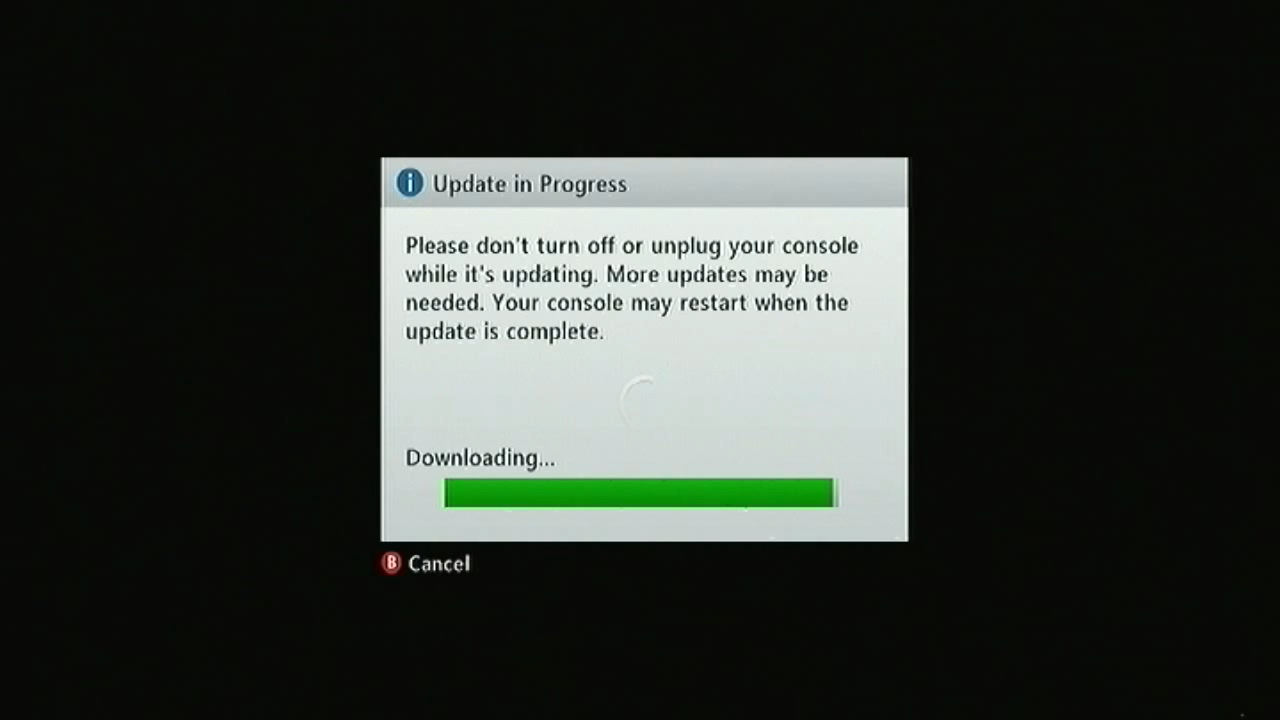 Update in Progress
Please don't turn off or unplug your console
while it's updating. More updates may be
needed. Your console may restart when the
update is complete.
Downloading...
B Cancel